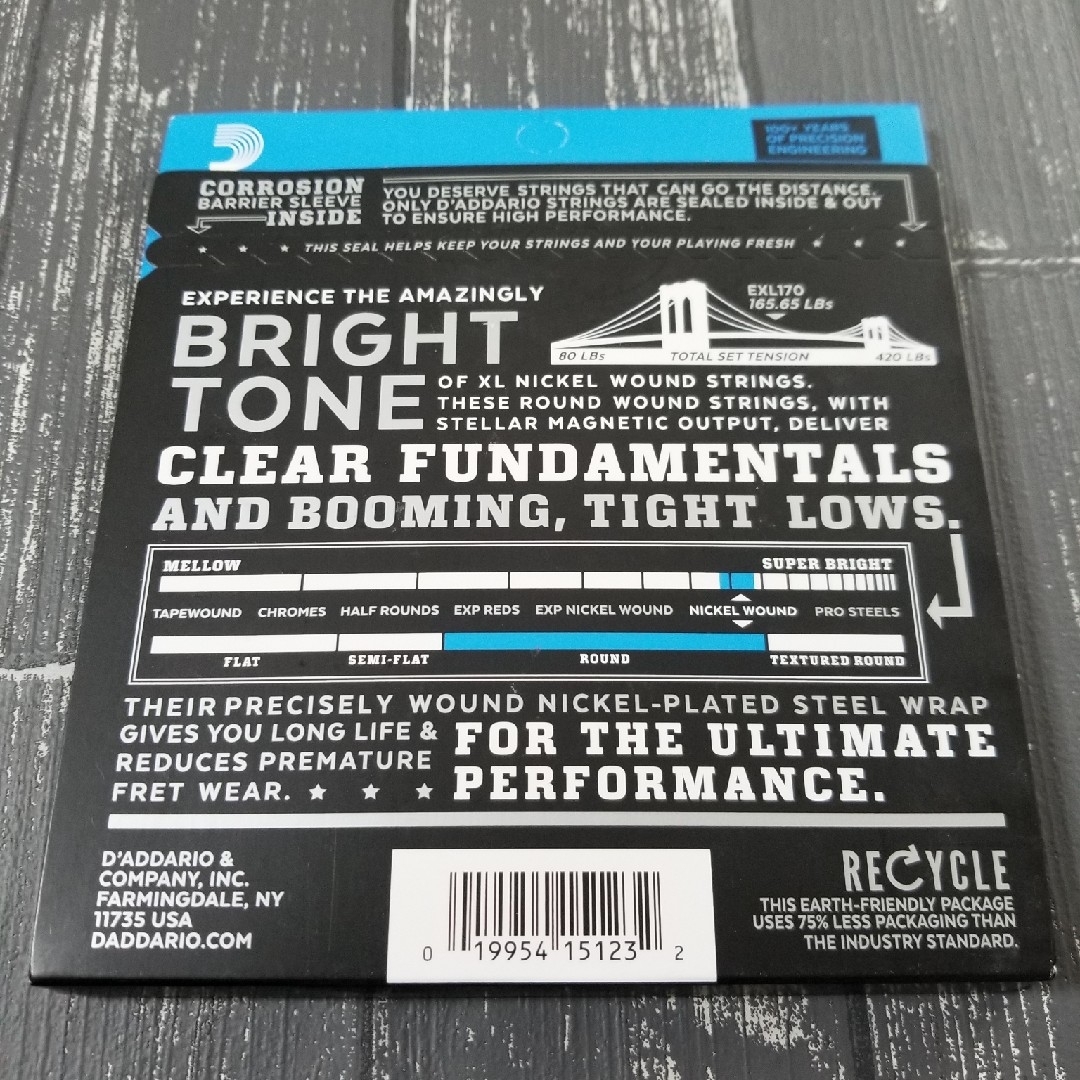 100+ YEARS
OF PRECISION
ENGINEERING
CORROSION
BARRIER SLEEVE
INSIDE
YOU DESERVE STRINGS THAT CAN GO THE DISTANCE.
ONLY D'ADDARIO STRINGS ARE SEALED INSIDE & OUT
TO ENSURE HIGH PERFORMANCE.
THIS SEAL HELPS KEEP YOUR STRINGS AND YOUR PLAYING FRESH
EXPERIENCE THE AMAZINGLY
BRIGHT
TONE
EXL170
165.65 LBs
80 LBs TOTAL SET TENSION 420 LBs
OF XL NICKEL WOUND STRINGS.
THESE ROUND WOUND STRINGS, WITH
STELLAR MAGNETIC OUTPUT, DELIVER
CLEAR FUNDAMENTALS
AND BOOMING, TIGHT LOWS.
MELLOW SUPER BRIGHT
TAPEWOUND CHROMES HALF ROUNDS EXP REDS EXP NICKEL WOUND NICKEL WOUND PRO STEELS
FLAT SEMI-FLAT ROUND TEXTURED ROUND
THEIR PRECISELY WOUND NICKEL-PLATED STEEL WRAP
GIVES YOU LONG LIFE &
REDUCES PREMATURE
FRET WEAR.
FOR THE ULTIMATE
PERFORMANCE.
D'ADDARIO &
COMPANY, INC.
FARMINGDALE, NY
11735 USA
DADDARIO.COM
0 19954 15123 2
RECYCLE
THIS EARTH-FRIENDLY PACKAGE
USES 75% LESS PACKAGING THAN
THE INDUSTRY STANDARD.